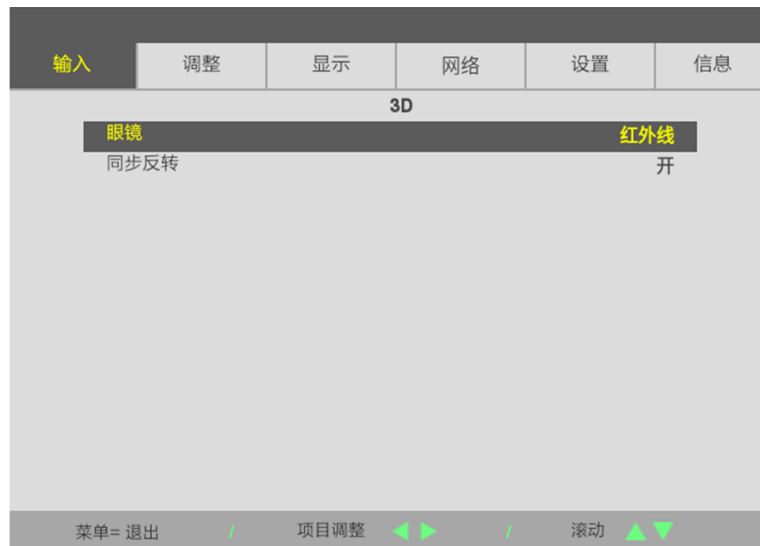 输入 调整 显示 网络 设置 信息
3D
眼镜 红外线
同步反转 开
菜单= 退出 / 项目调整 ◀ ▶ / 滚动 ▲▼